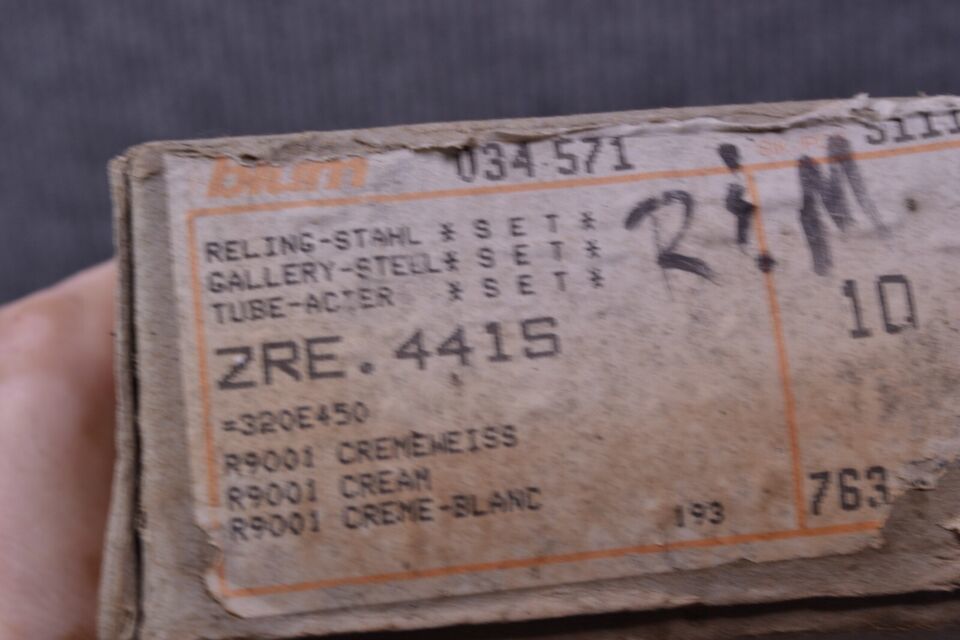 blum 034 571
RELING-STAHL * S E T *
GALLERY-STEEL* S E T *
TUBE-ACIER * S E T *
R i M
ZRE. 441S
10
=320E450
R9001 CREMEWEISS
R9001 CREAM
R9001 CREME-BLANC
193
763